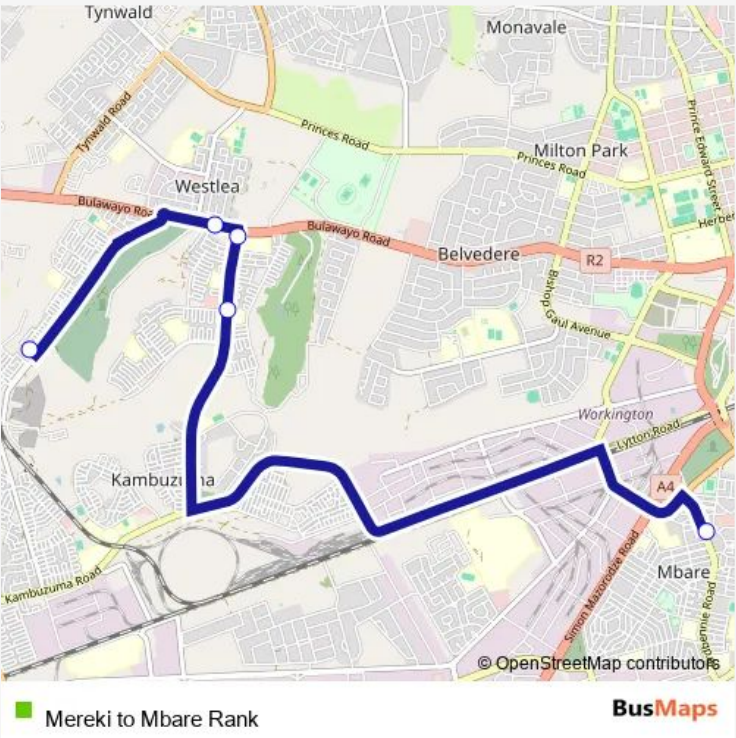 Tynwald
Monavale
Tynwald Road
Princes Road
Prince Edward Street
Milton Park
Princes Road
Westlea
Bulawayo Roa
Bulawayo Road
Herber
Belvedere
R2
Bishop Gaul Avenue
Workington
Lytton Road
Kambuzuma
A4
Kambuzuma Road
Simon Mazorodze Road
Mbare
© OpenStreetMap contributors
Mereki to Mbare Rank
BusMaps